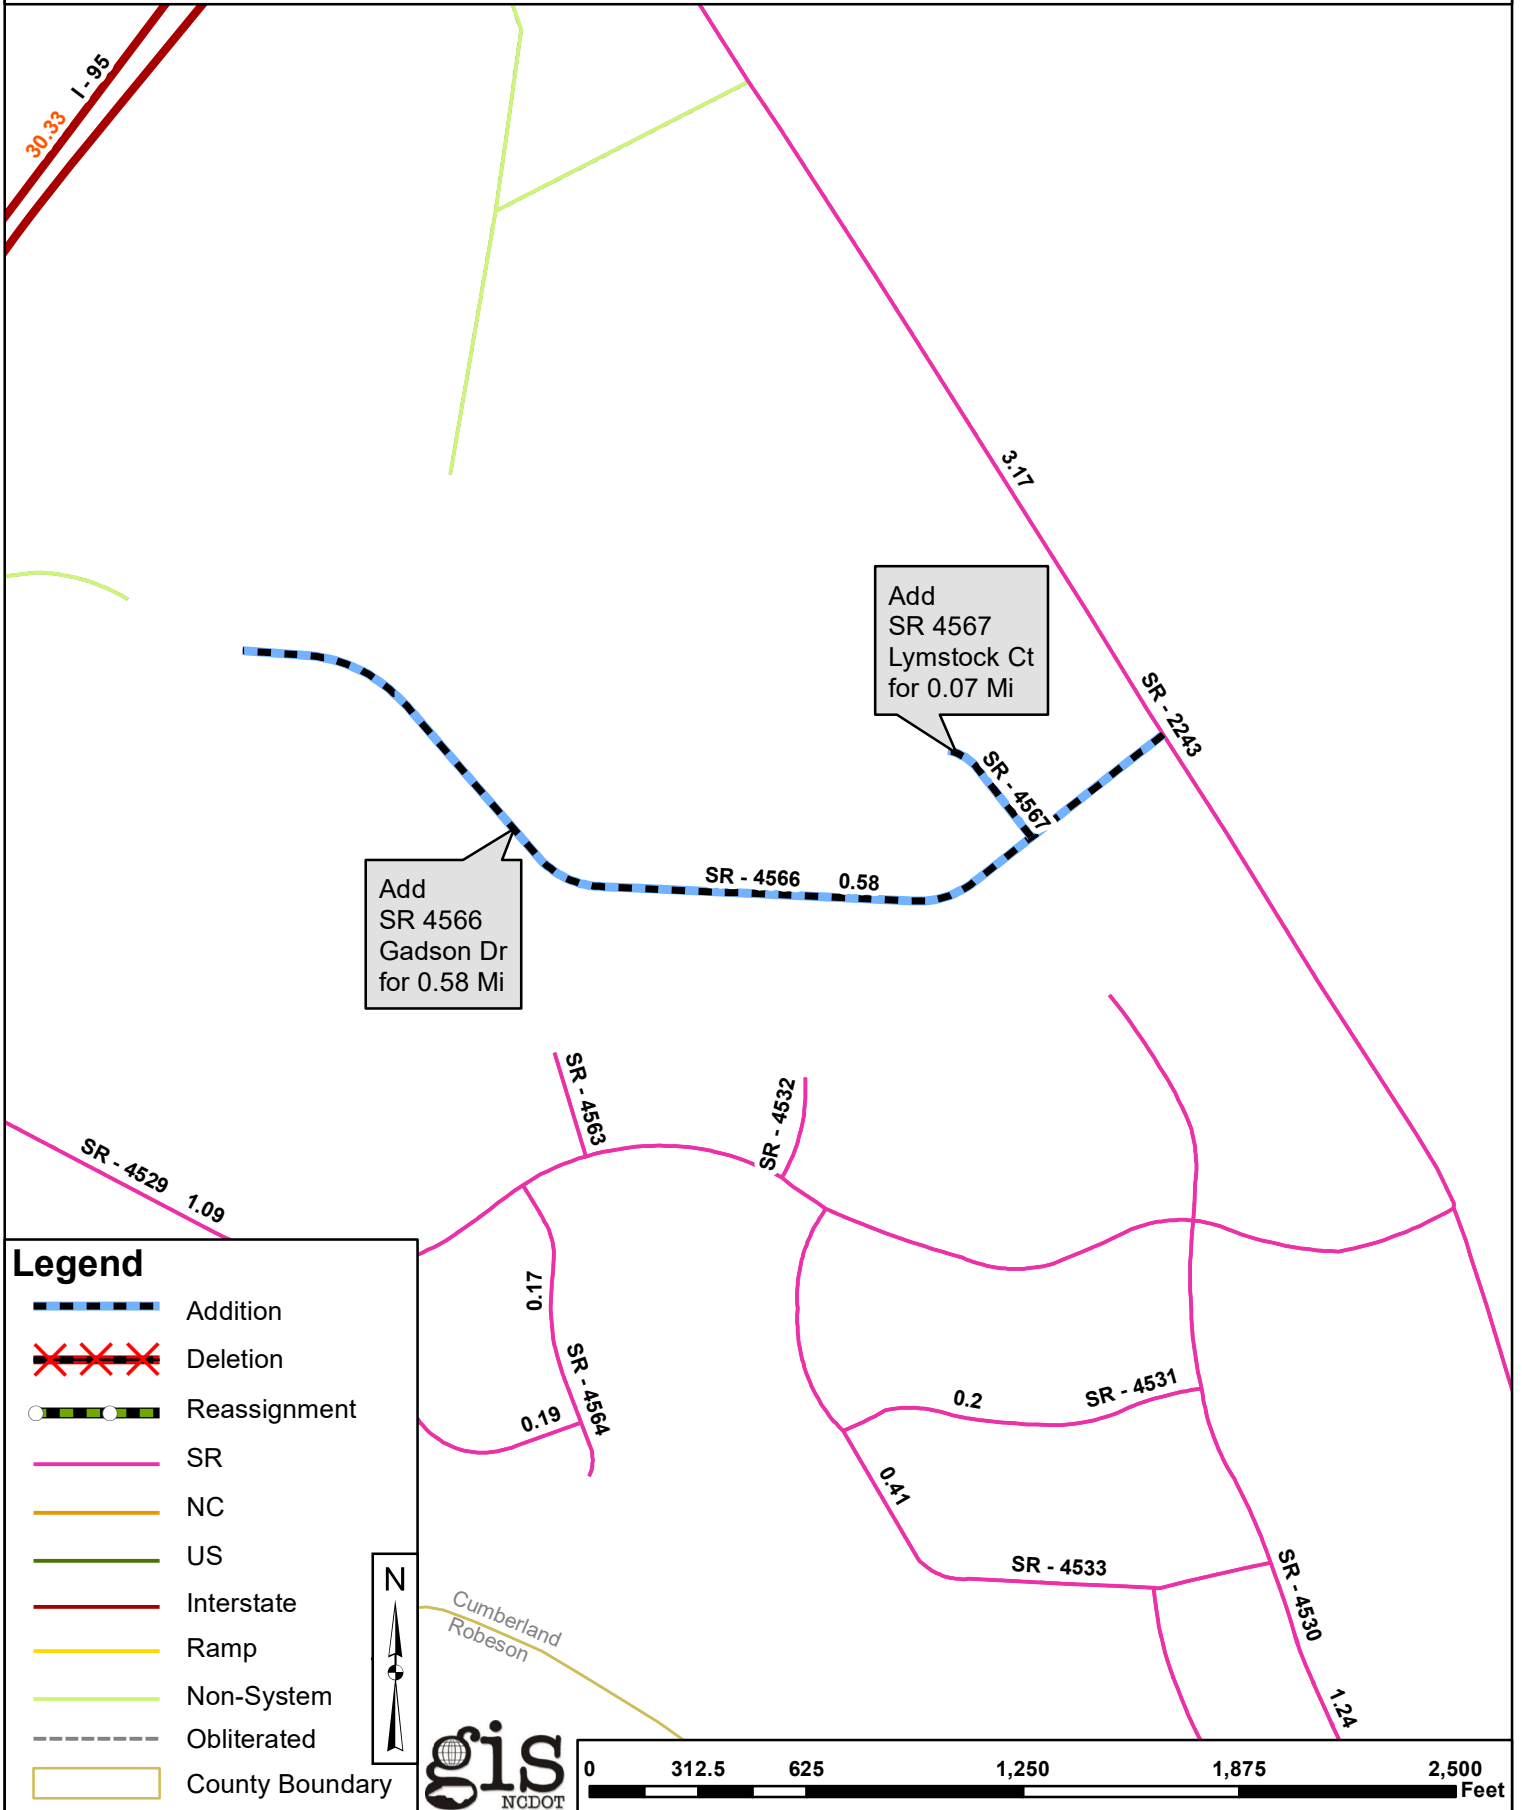 I - 95
30.33
3.17
Add
SR 4567
Lymstock Ct
for 0.07 Mi
SR - 2243
SR - 4567
SR - 4566
0.58
Add
SR 4566
Gadson Dr
for 0.58 Mi
SR - 4563
SR - 4532
SR - 4529
1.09
0.17
SR - 4564
0.19
0.2
SR - 4531
0.41
SR - 4533
SR - 4530
1.24
Legend
Addition
Deletion
Reassignment
SR
NC
US
Interstate
Ramp
Non-System
Obliterated
County Boundary
N
Cumberland
Robeson
gis
NCDOT
0 312.5 625 1,250 1,875 2,500
Feet